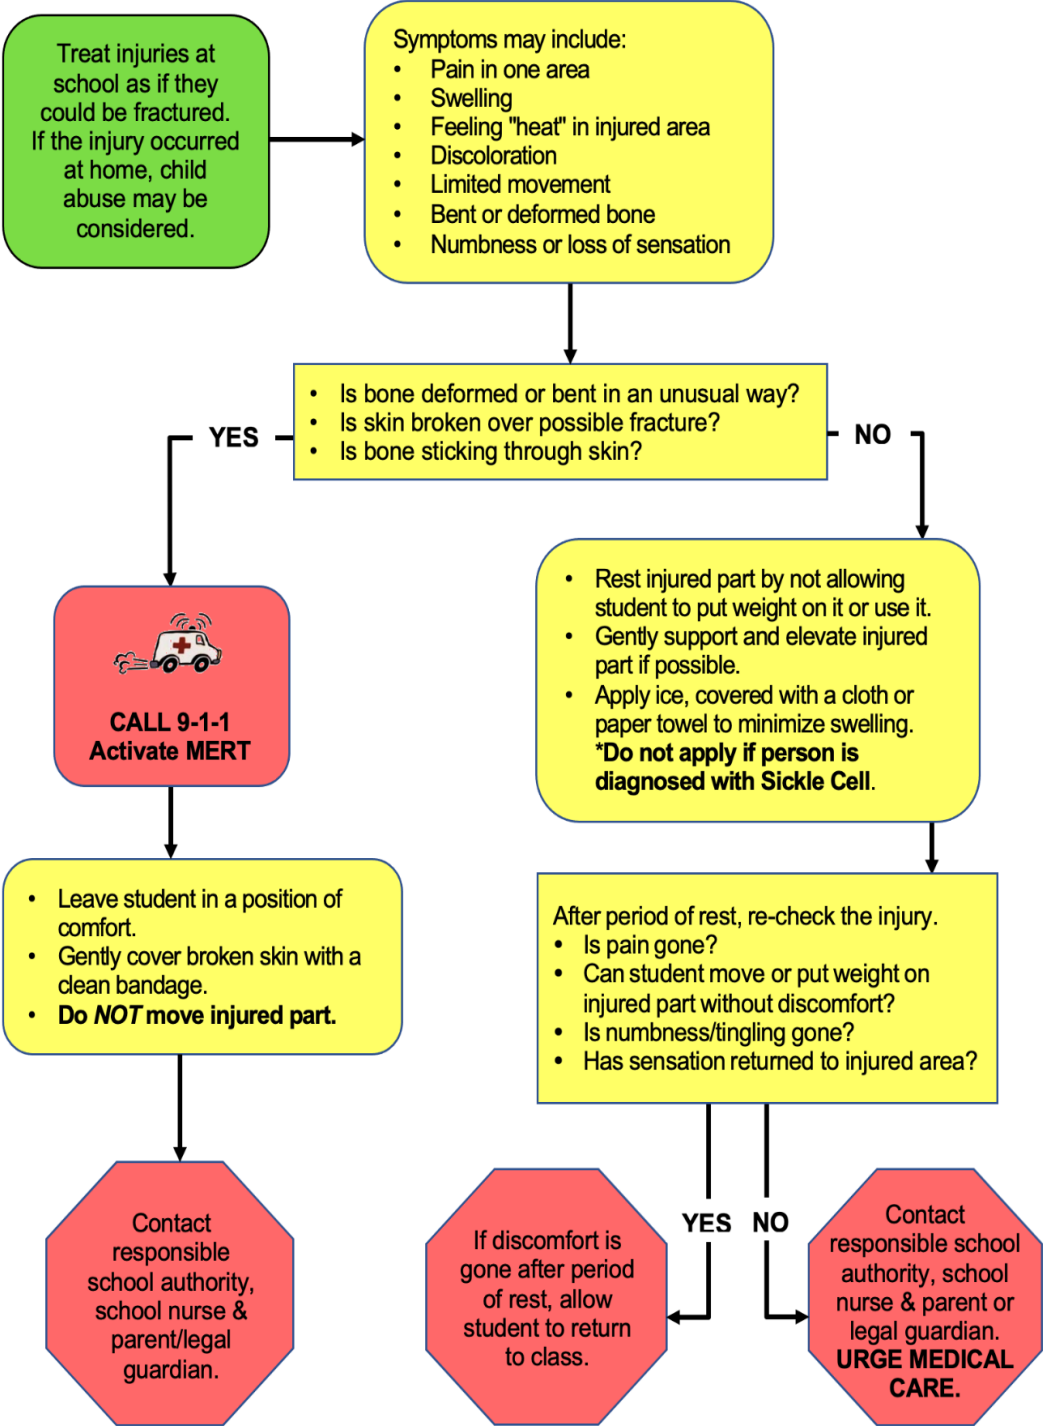 Treat injuries at
school as if they
could be fractured.
If the injury occurred
at home, child
abuse may be
considered.
Symptoms may include:
• Pain in one area
• Swelling
• Feeling "heat" in injured area
• Discoloration
• Limited movement
• Bent or deformed bone
• Numbness or loss of sensation
• Is bone deformed or bent in an unusual way?
• Is skin broken over possible fracture?
• Is bone sticking through skin?
YES
NO
CALL 9-1-1
Activate MERT
• Leave student in a position of
comfort.
• Gently cover broken skin with a
clean bandage.
• Do NOT move injured part.
Contact
responsible
school authority,
school nurse &
parent/legal
guardian.
• Rest injured part by not allowing
student to put weight on it or use it.
• Gently support and elevate injured
part if possible.
• Apply ice, covered with a cloth or
paper towel to minimize swelling.
*Do not apply if person is
diagnosed with Sickle Cell.
After period of rest, re-check the injury.
• Is pain gone?
• Can student move or put weight on
injured part without discomfort?
• Is numbness/tingling gone?
• Has sensation returned to injured area?
YES
NO
If discomfort is
gone after period
of rest, allow
student to return
to class.
Contact
responsible school
authority, school
nurse & parent or
legal guardian.
URGE MEDICAL
CARE.